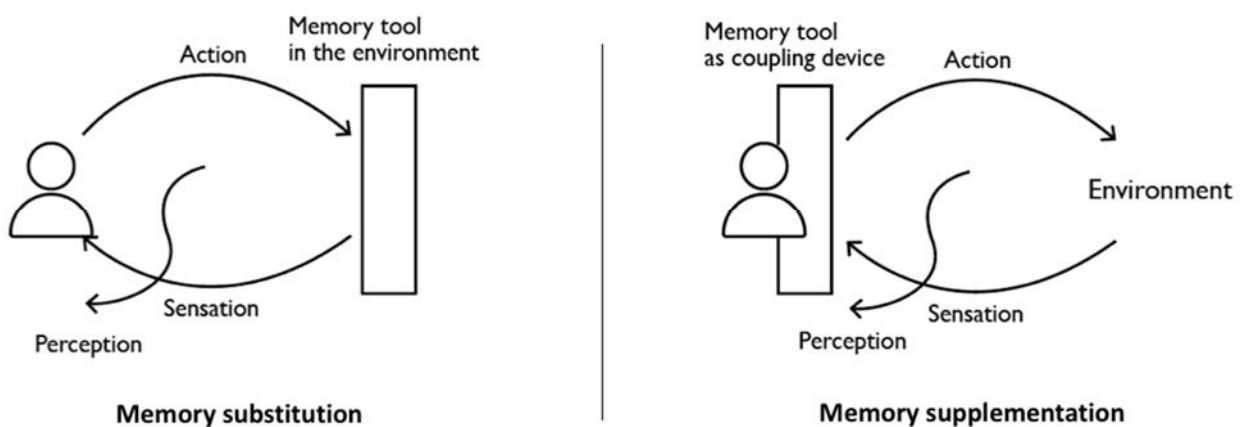 Memory tool
in the environment
Action
Sensation
Perception
Memory substitution
Memory tool
as coupling device
Action
Environment
Sensation
Perception
Memory supplementation